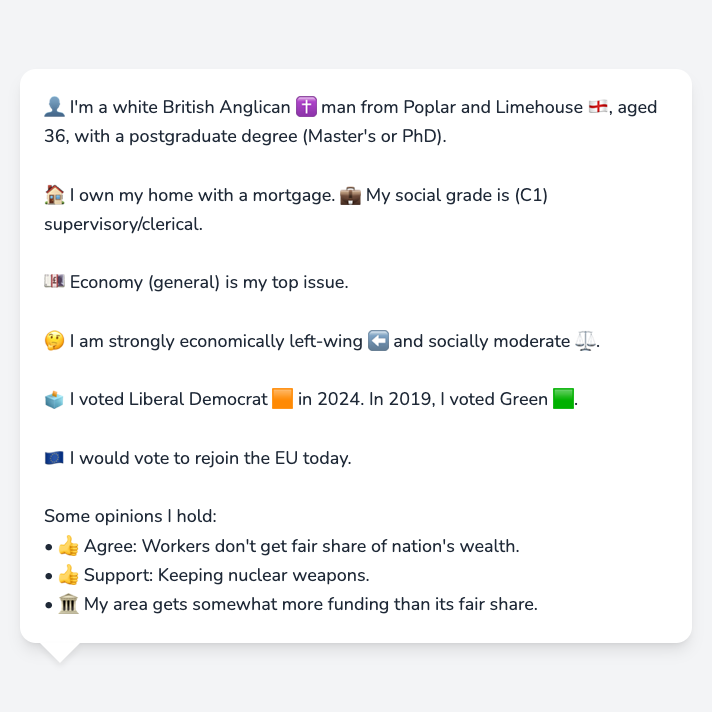 👤 I'm a white British Anglican ✝️ man from Poplar and Limehouse 🏴󠁧󠁢󠁥󠁮󠁧󠁿, aged
36, with a postgraduate degree (Master's or PhD).
🏠 I own my home with a mortgage. 💼 My social grade is (C1)
supervisory/clerical.
💷 Economy (general) is my top issue.
🤔 I am strongly economically left-wing ⬅️ and socially moderate ⚖️.
🗳️ I voted Liberal Democrat 🟧 in 2024. In 2019, I voted Green 🟩.
🇪🇺 I would vote to rejoin the EU today.
Some opinions I hold:
• 👍 Agree: Workers don't get fair share of nation's wealth.
• 👍 Support: Keeping nuclear weapons.
• 🏛️ My area gets somewhat more funding than its fair share.